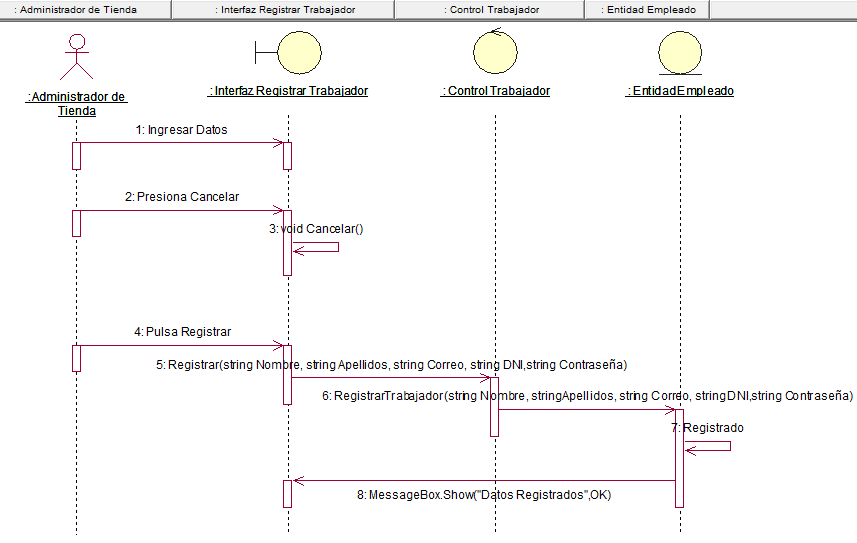 : Administrador de Tienda
: Interfaz Registrar Trabajador
: Control Trabajador
: Entidad Empleado
: Administrador de
Tienda
: Interfaz Registrar Trabajador
: Control Trabajador
: Entidad Empleado
1: Ingresar Datos
2: Presiona Cancelar
3: void Cancelar()
4: Pulsa Registrar
5: Registrar(string Nombre, string Apellidos, string Correo, string DNI,string Contraseña)
6: RegistrarTrabajador(string Nombre, stringApellidos, string Correo, stringDNI,string Contraseña)
7: Registrado
8: MessageBox.Show("Datos Registrados",OK)